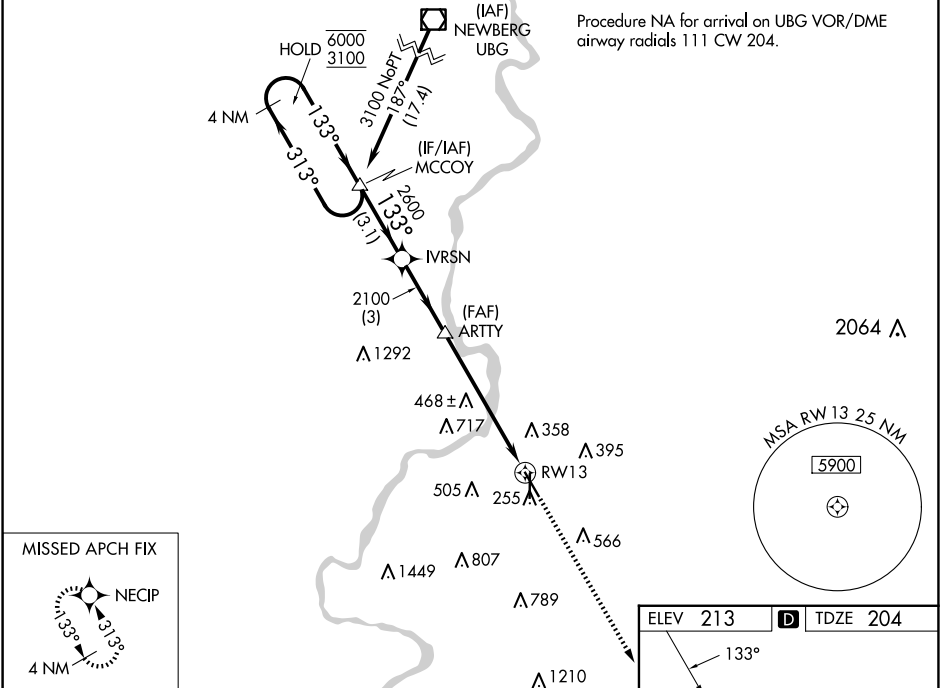 (IAF)
NEWBERG
UBG
Procedure NA for arrival on UBG VOR/DME
airway radials 111 CW 204.
HOLD
6000
3100
3100 NoPT
187°
(17.4)
4 NM
133°
313°
(IF/IAF)
MCCOY
2600
133°
(3.1)
IVRSN
2100
(3)
(FAF)
ARTTY
2064
1292
468 ±
717
358
395
RW13
505
255
566
1449
807
789
1210
MSA RW 13 25 NM
5900
MISSED APCH FIX
NECIP
133°
313°
4 NM
ELEV 213
D
TDZE 204
133°